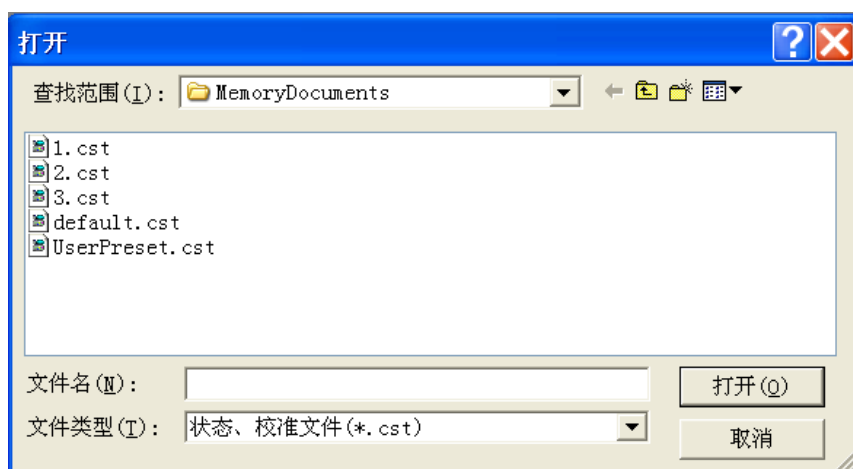 打开
查找范围(I): MemoryDocuments
1.cst
2.cst
3.cst
default.cst
UserPreset.cst
文件名(N): 打开(O)
文件类型(T): 状态、校准文件(*.cst) 取消